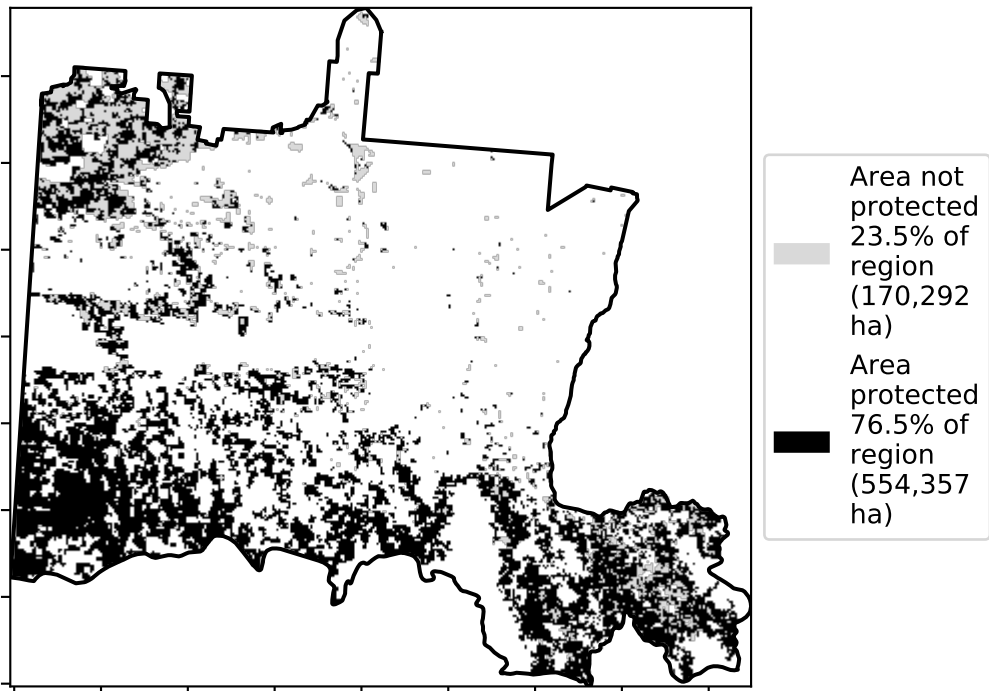 Area not
protected
23.5% of
region
(170,292
ha)
Area
protected
76.5% of
region
(554,357
ha)